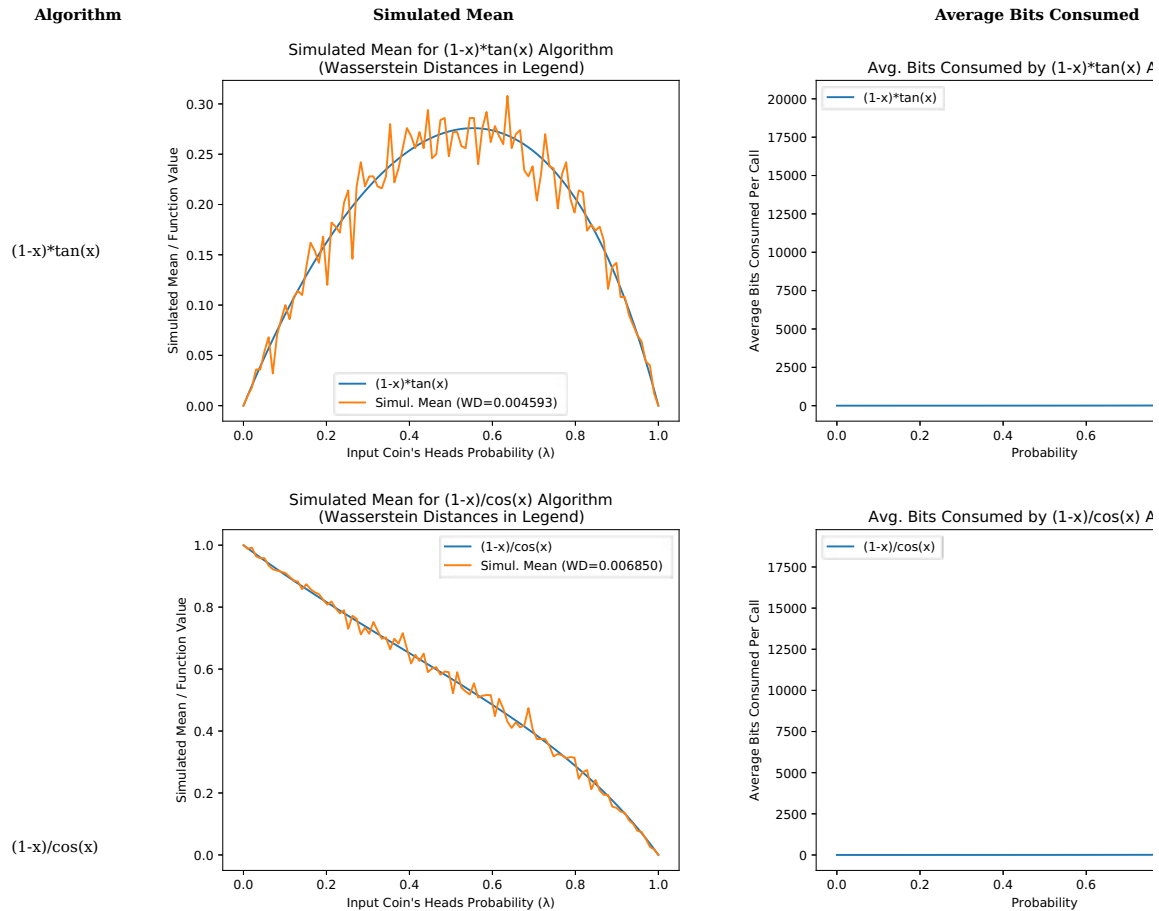 Algorithm
Simulated Mean
Average Bits Consumed
(1-x)*tan(x)
Simulated Mean for (1-x)*tan(x) Algorithm
(Wasserstein Distances in Legend)
Simulated Mean / Function Value
0.30
0.25
0.20
0.15
0.10
0.05
0.00
(1-x)*tan(x)
Simul. Mean (WD=0.004593)
0.0 0.2 0.4 0.6 0.8 1.0
Input Coin's Heads Probability (λ)
Avg. Bits Consumed by (1-x)*tan(x) A
(1-x)*tan(x)
Average Bits Consumed Per Call
20000
17500
15000
12500
10000
7500
5000
2500
0
0.0 0.2 0.4 0.6
Probability
(1-x)/cos(x)
Simulated Mean for (1-x)/cos(x) Algorithm
(Wasserstein Distances in Legend)
(1-x)/cos(x)
Simul. Mean (WD=0.006850)
Simulated Mean / Function Value
1.0
0.8
0.6
0.4
0.2
0.0
0.0 0.2 0.4 0.6 0.8 1.0
Input Coin's Heads Probability (λ)
Avg. Bits Consumed by (1-x)/cos(x) A
(1-x)/cos(x)
Average Bits Consumed Per Call
17500
15000
12500
10000
7500
5000
2500
0
0.0 0.2 0.4 0.6
Probability